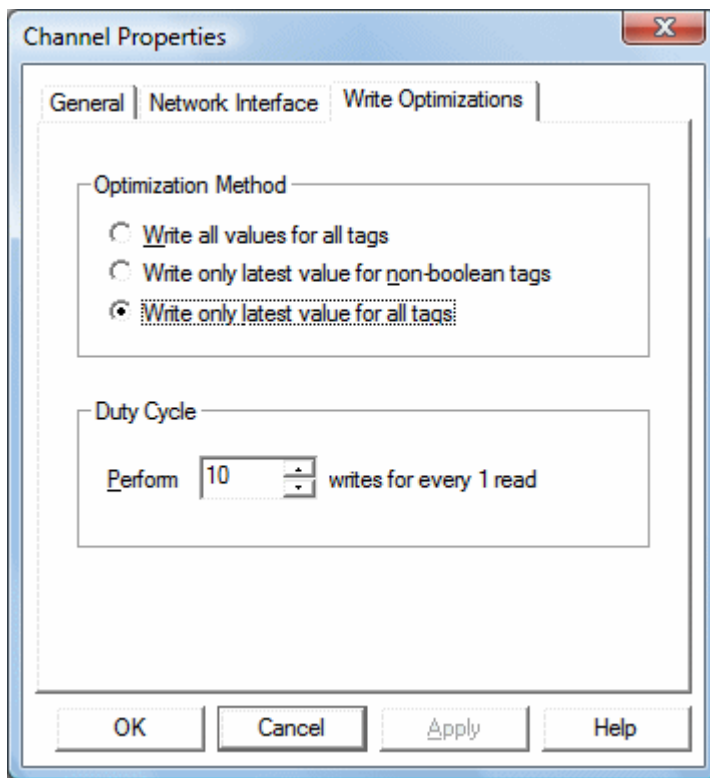 Channel Properties
General Network Interface Write Optimizations
Optimization Method
Write all values for all tags
Write only latest value for non-boolean tags
Write only latest value for all tags
Duty Cycle
Perform 10 writes for every 1 read
OK Cancel Apply Help